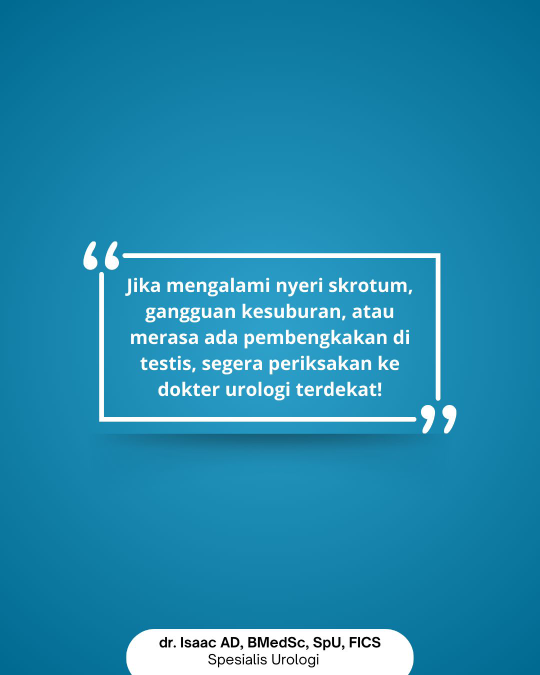 Jika mengalami nyeri skrotum,
gangguan kesuburan, atau
merasa ada pembengkakan di
testis, segera periksakan ke
dokter urologi terdekat!
dr. Isaac AD, BMedSc, SpU, FICS
Spesialis Urologi